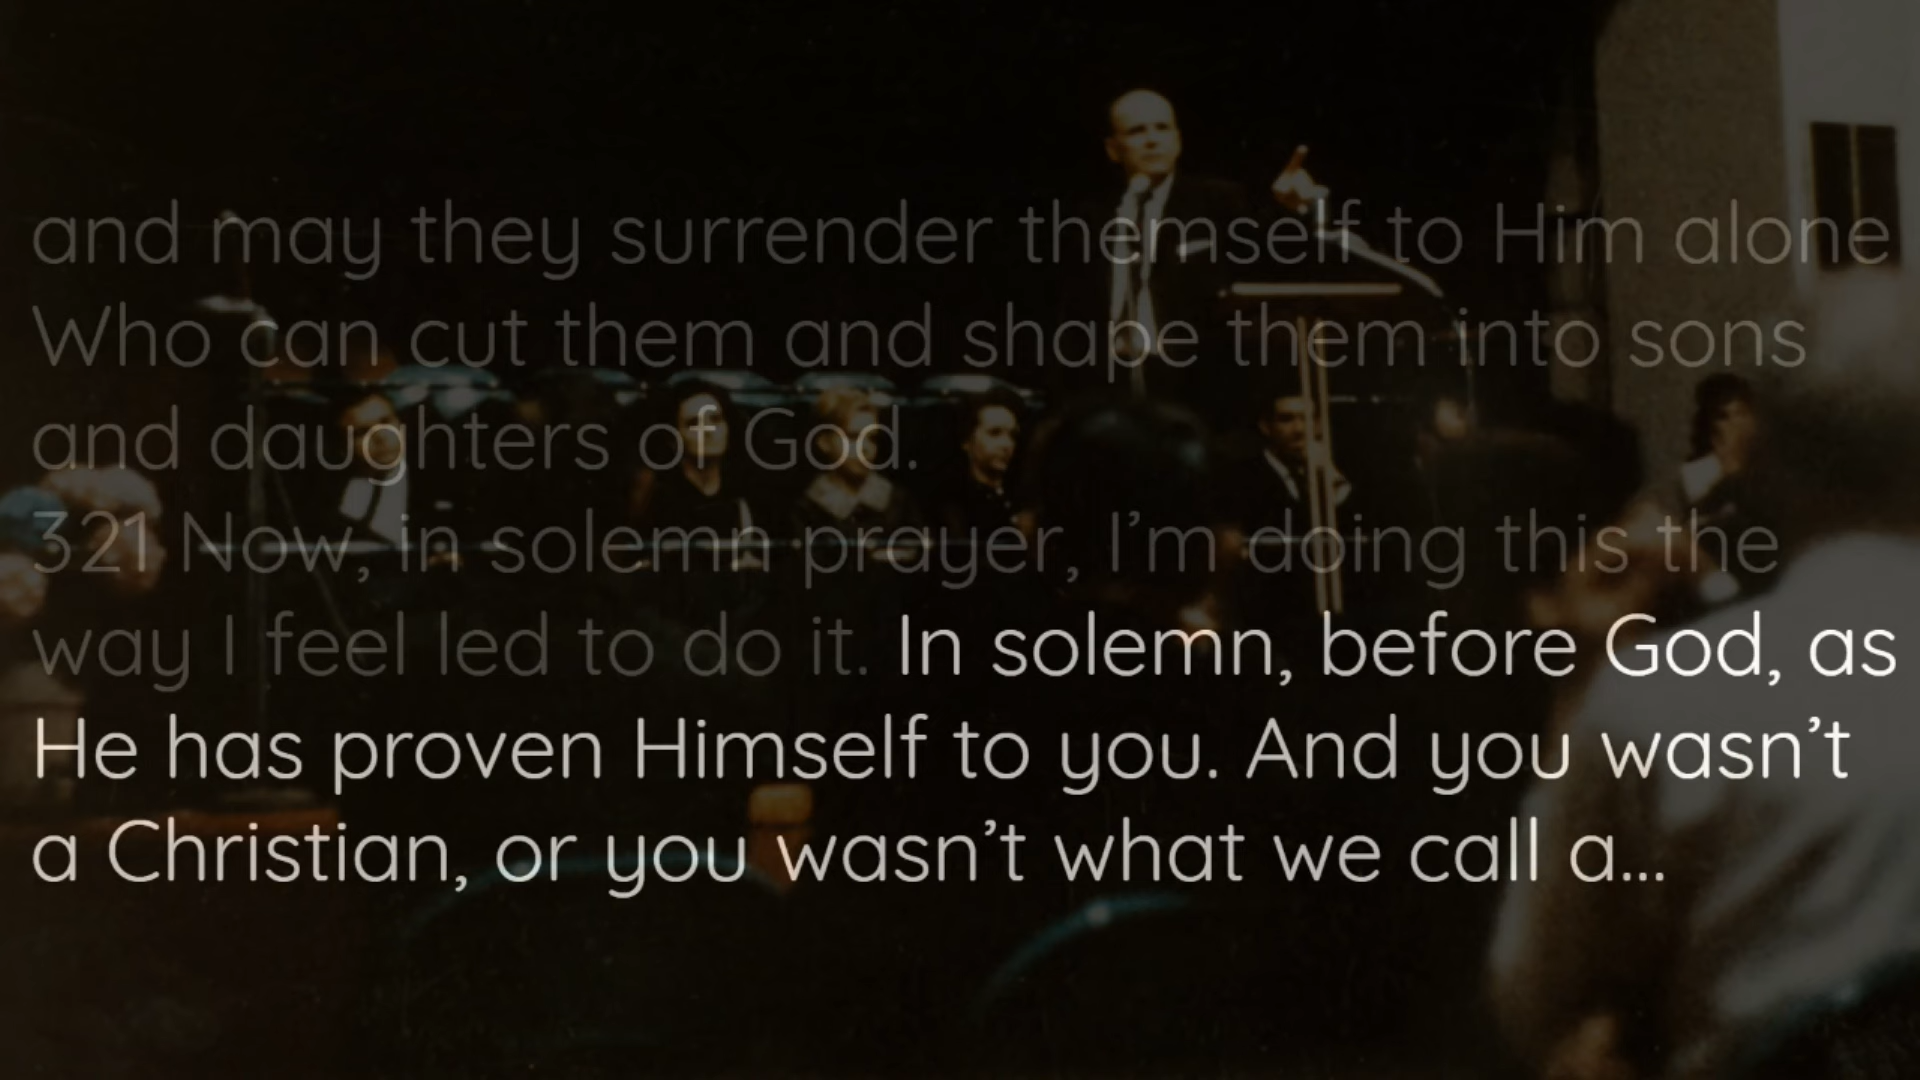 and may they surrender themself to Him alone
Who can cut them and shape them into sons
and daughters of God.
321 Now, in solemn prayer, I’m doing this the
way I feel led to do it. In solemn, before God, as
He has proven Himself to you. And you wasn’t
a Christian, or you wasn’t what we call a...